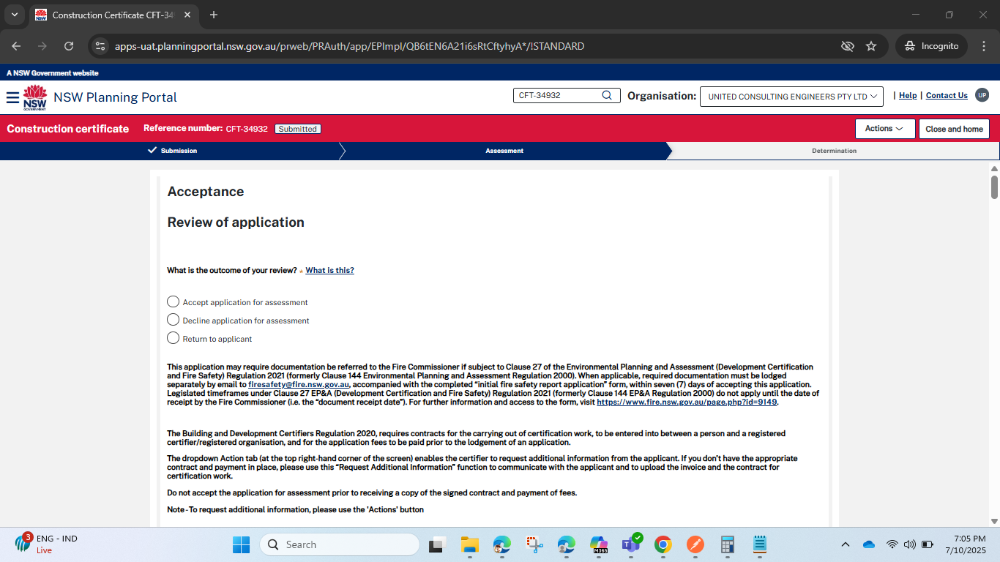 Construction Certificate CFT-34
apps-uat.planningportal.nsw.gov.au/prweb/PRAuth/app/EPImpl/QB6tEN6A21i6sRtCftyhyA*/!STANDARD
Incognito
A NSW Government website
NSW
GOVERNMENT
NSW Planning Portal
CFT-34932
Organisation:
UNITED CONSULTING ENGINEERS PTY LTD
| Help | Contact Us
UP
Construction certificate
Reference number: CFT-34932
Submitted
Actions
Close and home
Submission
Assessment
Determination
Acceptance
Review of application
What is the outcome of your review? * What is this?
Accept application for assessment
Decline application for assessment
Return to applicant
This application may require documentation be referred to the Fire Commissioner if subject to Clause 27 of the Environmental Planning and Assessment (Development Certification
and Fire Safety) Regulation 2021 (formerly Clause 144 Environmental Planning and Assessment Regulation 2000). When applicable, required documentation must be lodged
separately by email to firesafety@fire.nsw.gov.au, accompanied with the completed “initial fire safety report application” form, within seven (7) days of accepting this application.
Legislated timeframes under Clause 27 EP&A (Development Certification and Fire Safety) Regulation 2021 (formerly Clause 144 EP&A Regulation 2000) do not apply until the date of
receipt by the Fire Commissioner (i.e. the “document receipt date”). For further information and access to the form, visit https://www.fire.nsw.gov.au/page.php?id=9149.
The Building and Development Certifiers Regulation 2020, requires contracts for the carrying out of certification work, to be entered into between a person and a registered
certifier/registered organisation, and for the application fees to be paid prior to the lodgement of an application.
The dropdown Action tab (at the top right-hand corner of the screen) enables the certifier to request additional information from the applicant. If you don’t have the appropriate
contract and payment in place, please use this “Request Additional Information” function to communicate with the applicant and to upload the invoice and the contract for
certification work.
Do not accept the application for assessment prior to receiving a copy of the signed contract and payment of fees.
Note - To request additional information, please use the 'Actions' button
3
ENG - IND
Live
Search
M365
7:05 PM
7/10/2025